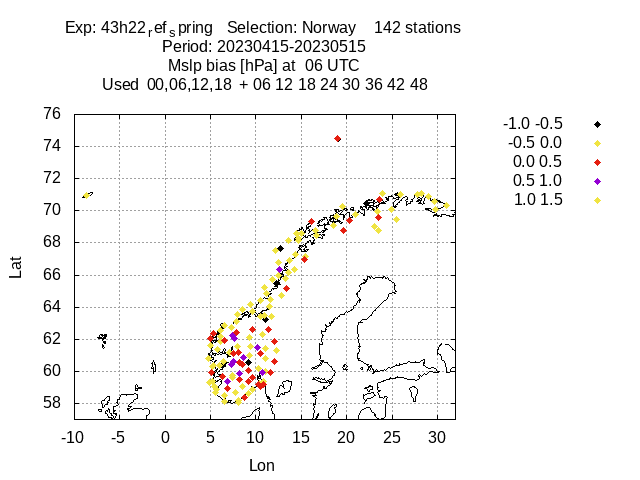 Exp: 43h22ref spring Selection: Norway 142 stations
Period: 20230415-20230515
Mslp bias [hPa] at 06 UTC
Used 00,06,12,18 + 06 12 18 24 30 36 42 48
76
74
72
70
68
66
64
62
60
58
Lat
-10 -5 0 5 10 15 20 25 30
Lon
-1.0 -0.5
-0.5 0.0
0.0 0.5
0.5 1.0
1.0 1.5